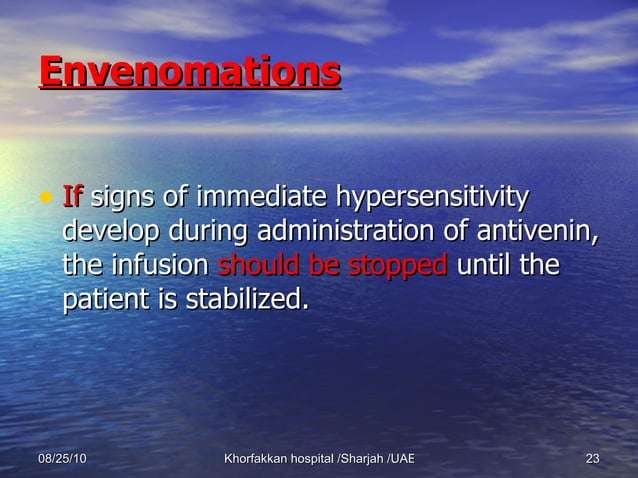 Envenomations
• If signs of immediate hypersensitivity
develop during administration of antivenin,
the infusion should be stopped until the
patient is stabilized.
08/25/10 Khorfakkan hospital /Sharjah /UAE 23